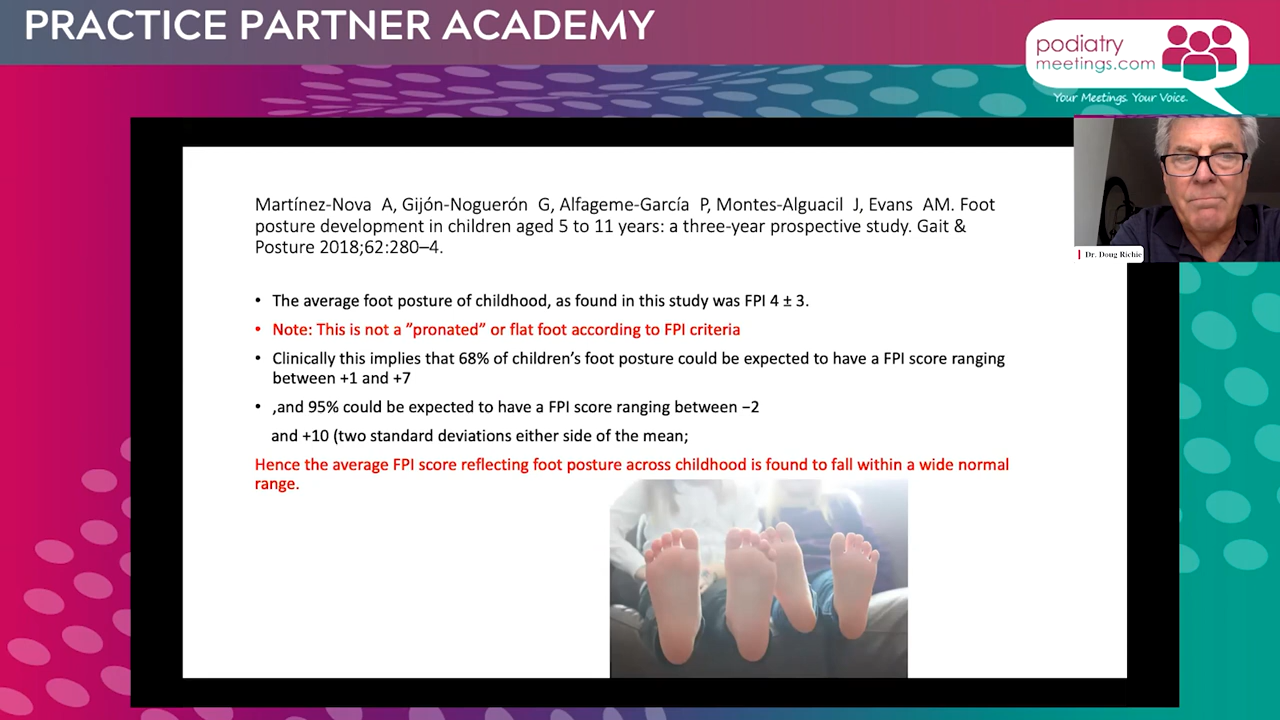 PRACTICE PARTNER ACADEMY
podiatry
meetings.com
Your Meetings. Your Voice.
Dr. Doug Richie
Martínez-Nova A, Gijón-Noguerón G, Alfageme-García P, Montes-Alguacil J, Evans AM. Foot
posture development in children aged 5 to 11 years: a three-year prospective study. Gait &
Posture 2018;62:280–4.
• The average foot posture of childhood, as found in this study was FPI 4 ± 3.
• Note: This is not a ”pronated” or flat foot according to FPI criteria
• Clinically this implies that 68% of children’s foot posture could be expected to have a FPI score ranging
between +1 and +7
• ,and 95% could be expected to have a FPI score ranging between −2
and +10 (two standard deviations either side of the mean;
Hence the average FPI score reflecting foot posture across childhood is found to fall within a wide normal
range.